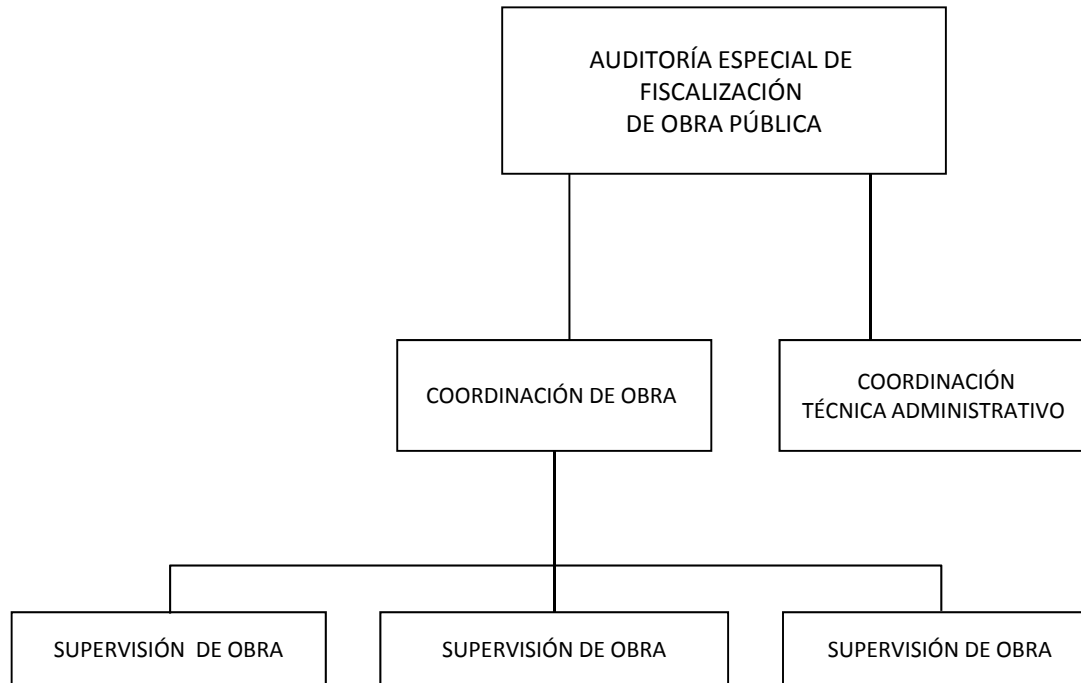 AUDITORÍA ESPECIAL DE
FISCALIZACIÓN
DE OBRA PÚBLICA
COORDINACIÓN DE OBRA
COORDINACIÓN
TÉCNICA ADMINISTRATIVO
SUPERVISIÓN  DE OBRA
SUPERVISIÓN DE OBRA
SUPERVISIÓN DE OBRA